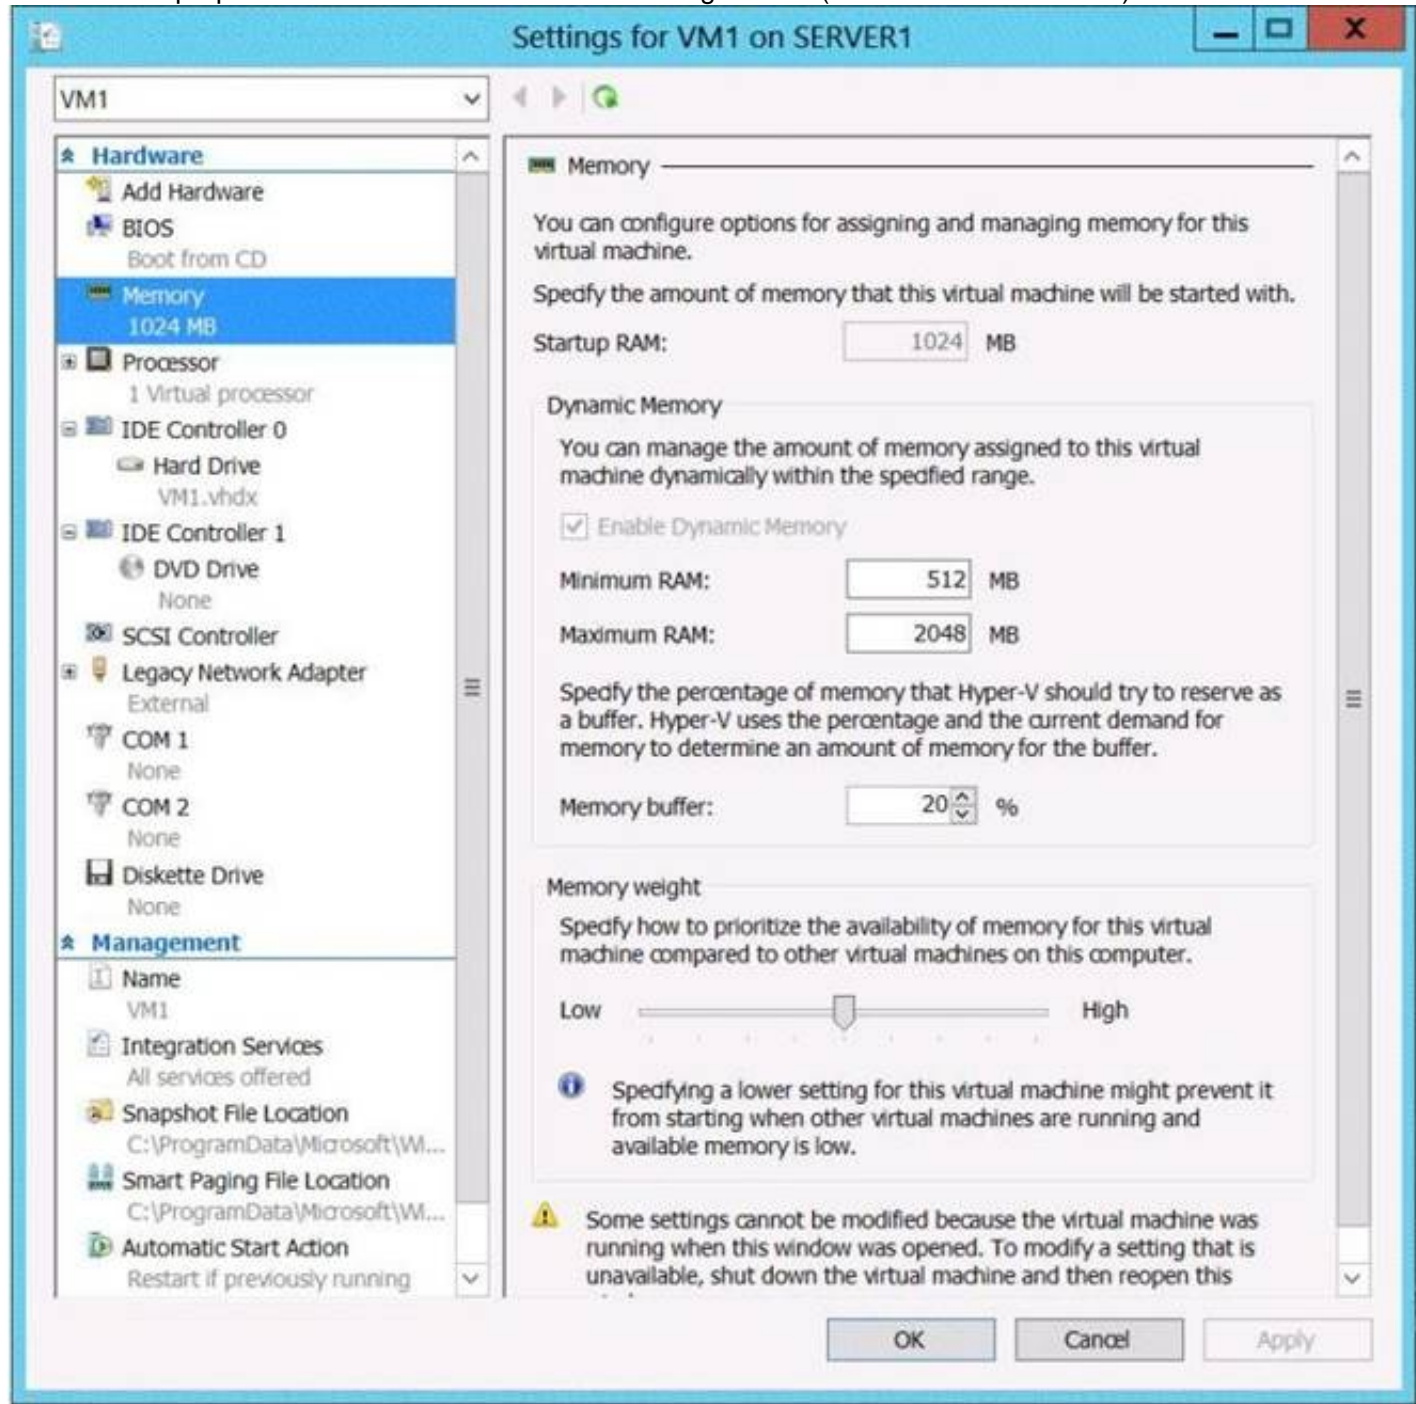 Settings for VM1 on SERVER1
VM1
Hardware
Add Hardware
BIOS
Boot from CD
Memory
1024 MB
Processor
1 Virtual processor
IDE Controller 0
Hard Drive
VM1.vhdx
IDE Controller 1
DVD Drive
None
SCSI Controller
Legacy Network Adapter
External
COM 1
None
COM 2
None
Diskette Drive
None
Management
Name
VM1
Integration Services
All services offered
Snapshot File Location
C:\ProgramData\Microsoft\Wi...
Smart Paging File Location
C:\ProgramData\Microsoft\Wi...
Automatic Start Action
Restart if previously running
Memory
You can configure options for assigning and managing memory for this
virtual machine.
Specify the amount of memory that this virtual machine will be started with.
Startup RAM: 1024 MB
Dynamic Memory
You can manage the amount of memory assigned to this virtual
machine dynamically within the specified range.
Enable Dynamic Memory
Minimum RAM: 512 MB
Maximum RAM: 2048 MB
Specify the percentage of memory that Hyper-V should try to reserve as
a buffer. Hyper-V uses the percentage and the current demand for
memory to determine an amount of memory for the buffer.
Memory buffer: 20 %
Memory weight
Specify how to prioritize the availability of memory for this virtual
machine compared to other virtual machines on this computer.
Low High
Specifying a lower setting for this virtual machine might prevent it
from starting when other virtual machines are running and
available memory is low.
Some settings cannot be modified because the virtual machine was
running when this window was opened. To modify a setting that is
unavailable, shut down the virtual machine and then reopen this
OK Cancel Apply